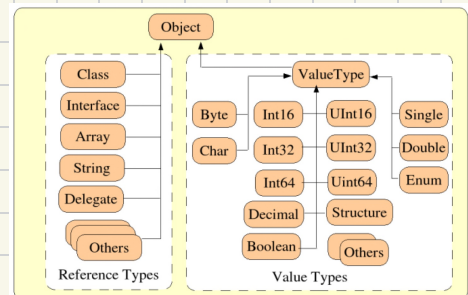 Object
Class
Interface
Array
String
Delegate
Others
Reference Types
ValueType
Byte
Int16
UInt16
Single
Char
Int32
UInt32
Double
Int64
Uint64
Enum
Decimal
Structure
Boolean
Others
Value Types